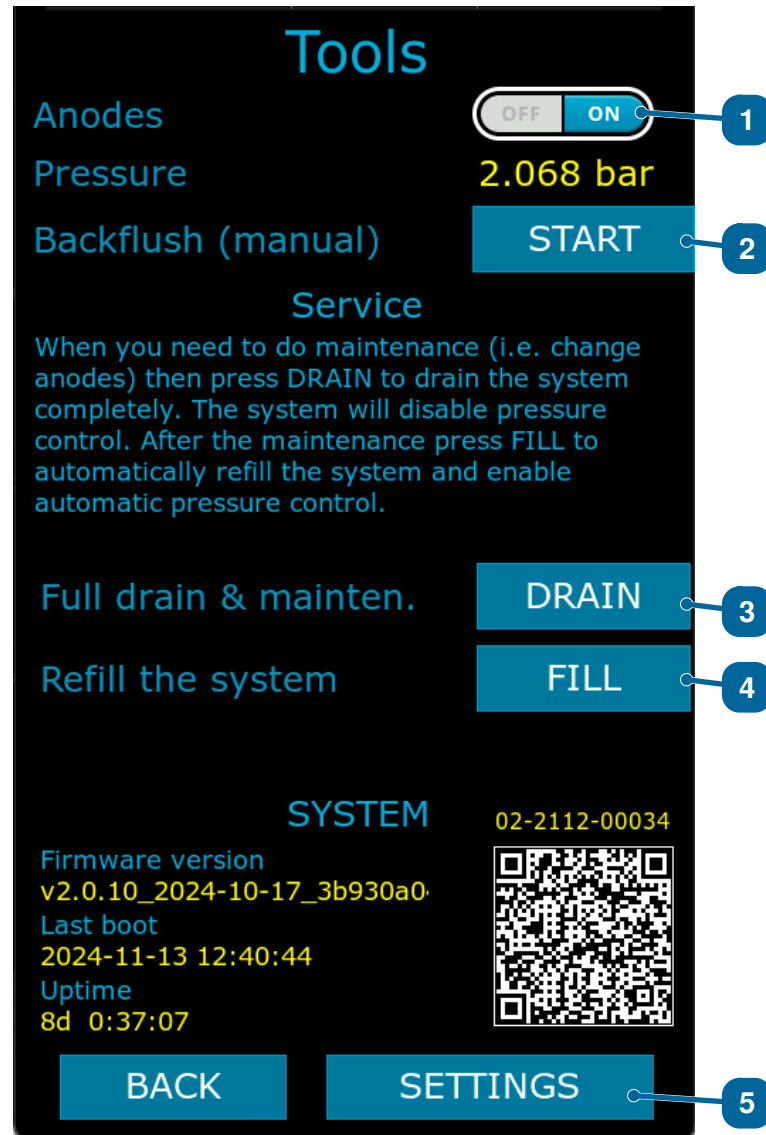 Tools
Anodes OFF ON 1
Pressure 2.068 bar
Backflush (manual) START 2
Service
When you need to do maintenance (i.e. change
anodes) then press DRAIN to drain the system
completely. The system will disable pressure
control. After the maintenance press FILL to
automatically refill the system and enable
automatic pressure control.
Full drain & mainten. DRAIN 3
Refill the system FILL 4
SYSTEM 02-2112-00034
Firmware version
v2.0.10_2024-10-17_3b930a0
Last boot
2024-11-13 12:40:44
Uptime
8d 0:37:07
BACK SETTINGS 5